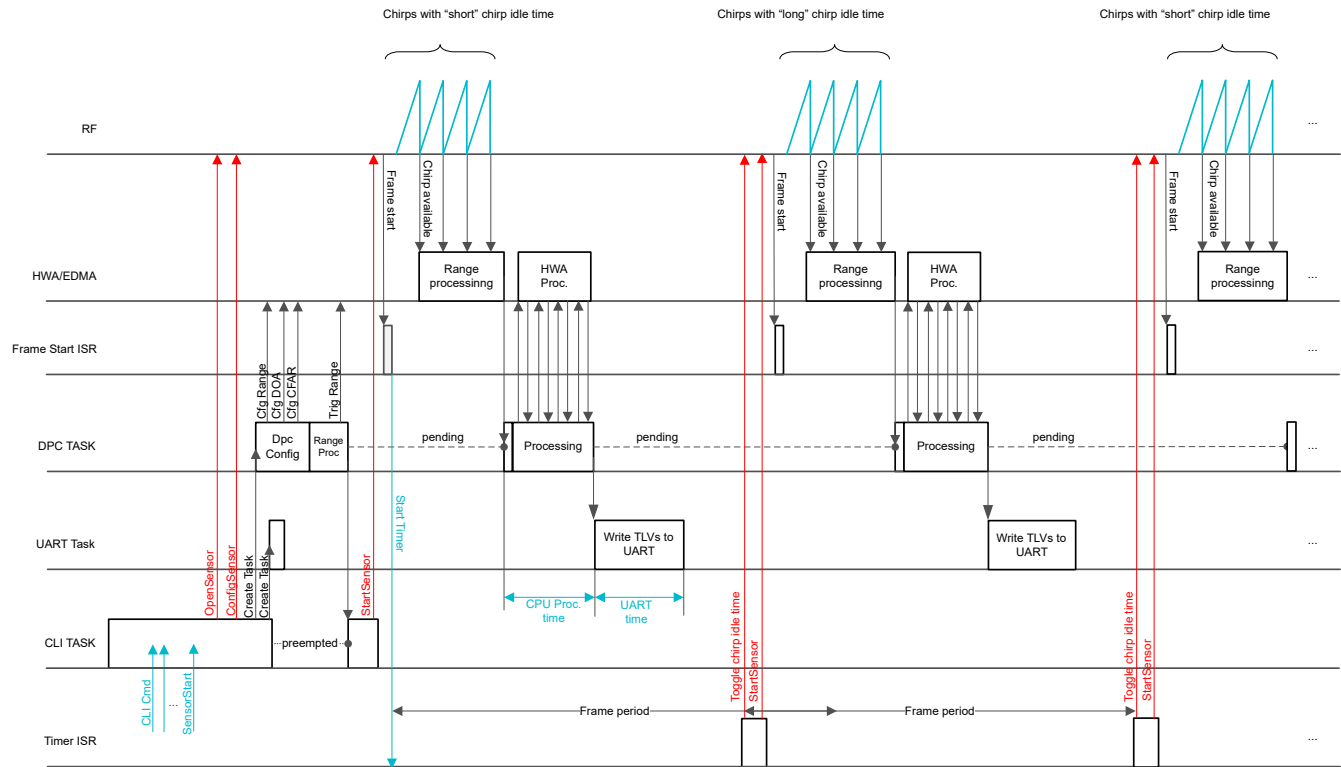 Chirps with “short” chirp idle time
Chirps with “long” chirp idle time
Chirps with “short” chirp idle time
RF
...
Frame start
Chirp available
Frame start
Chirp available
Frame start
Chirp available
HWA/EDMA
Range
processinng
HWA
Proc.
Range
processinng
HWA
Proc.
Range
processinng
...
Frame Start ISR
...
Cfg Range
Cfg DOA
Cfg CFAR
Trig Range
DPC TASK
Dpc
Config
Range
Proc
pending
Processing
pending
Processing
pending
...
Start Timer
UART Task
Write TLVs to
UART
Write TLVs to
UART
...
OpenSensor
ConfigSensor
Create Task
Create Task
StartSensor
CPU Proc.
time
UART
time
Toggle chirp idle time
StartSensor
Toggle chirp idle time
StartSensor
CLI TASK
preempted
CLI Cmd
...
SensorStart
Frame period
Frame period
Timer ISR
...